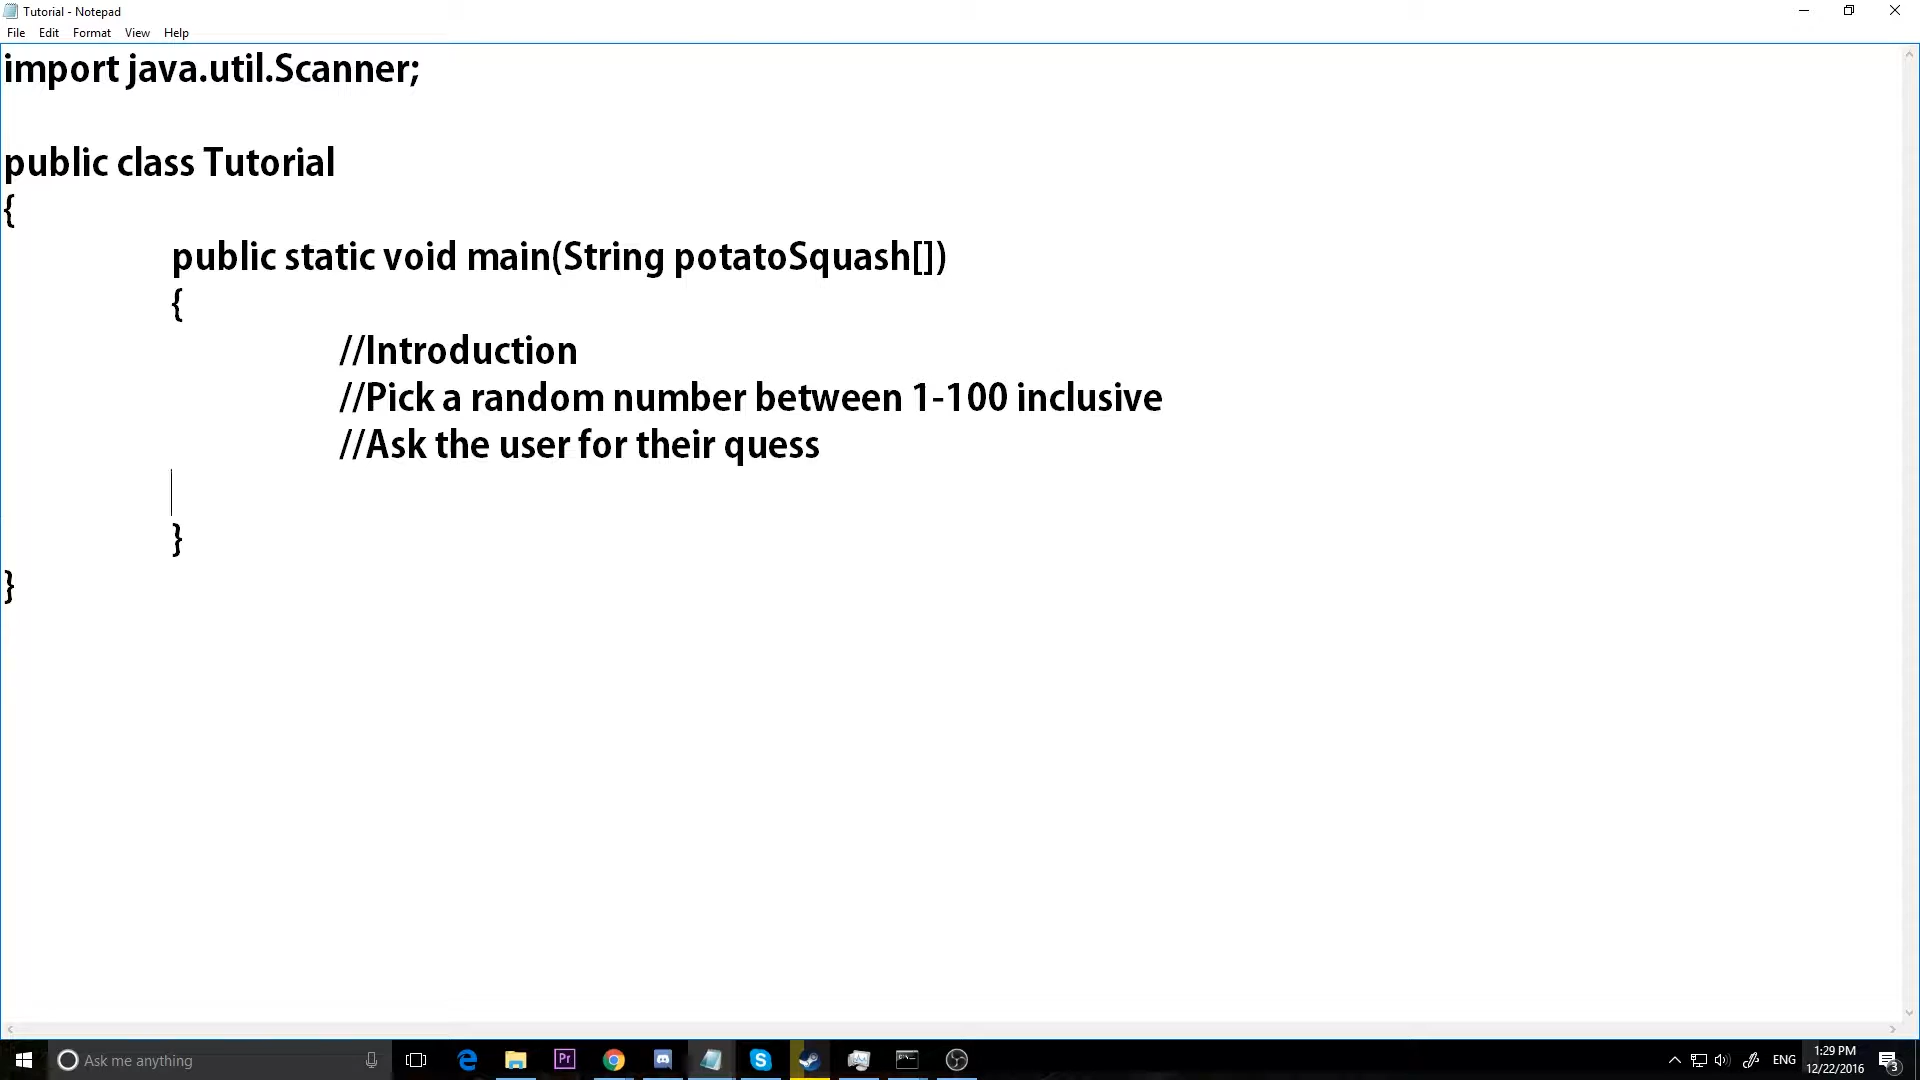 Tutorial - Notepad
File Edit Format View Help
import java.util.Scanner;
public class Tutorial
{
public static void main(String potatoSquash[])
{
//Introduction
//Pick a random number between 1-100 inclusive
//Ask the user for their quess
}
}
Ask me anything
Pr
ENG
1:29 PM
12/22/2016
3